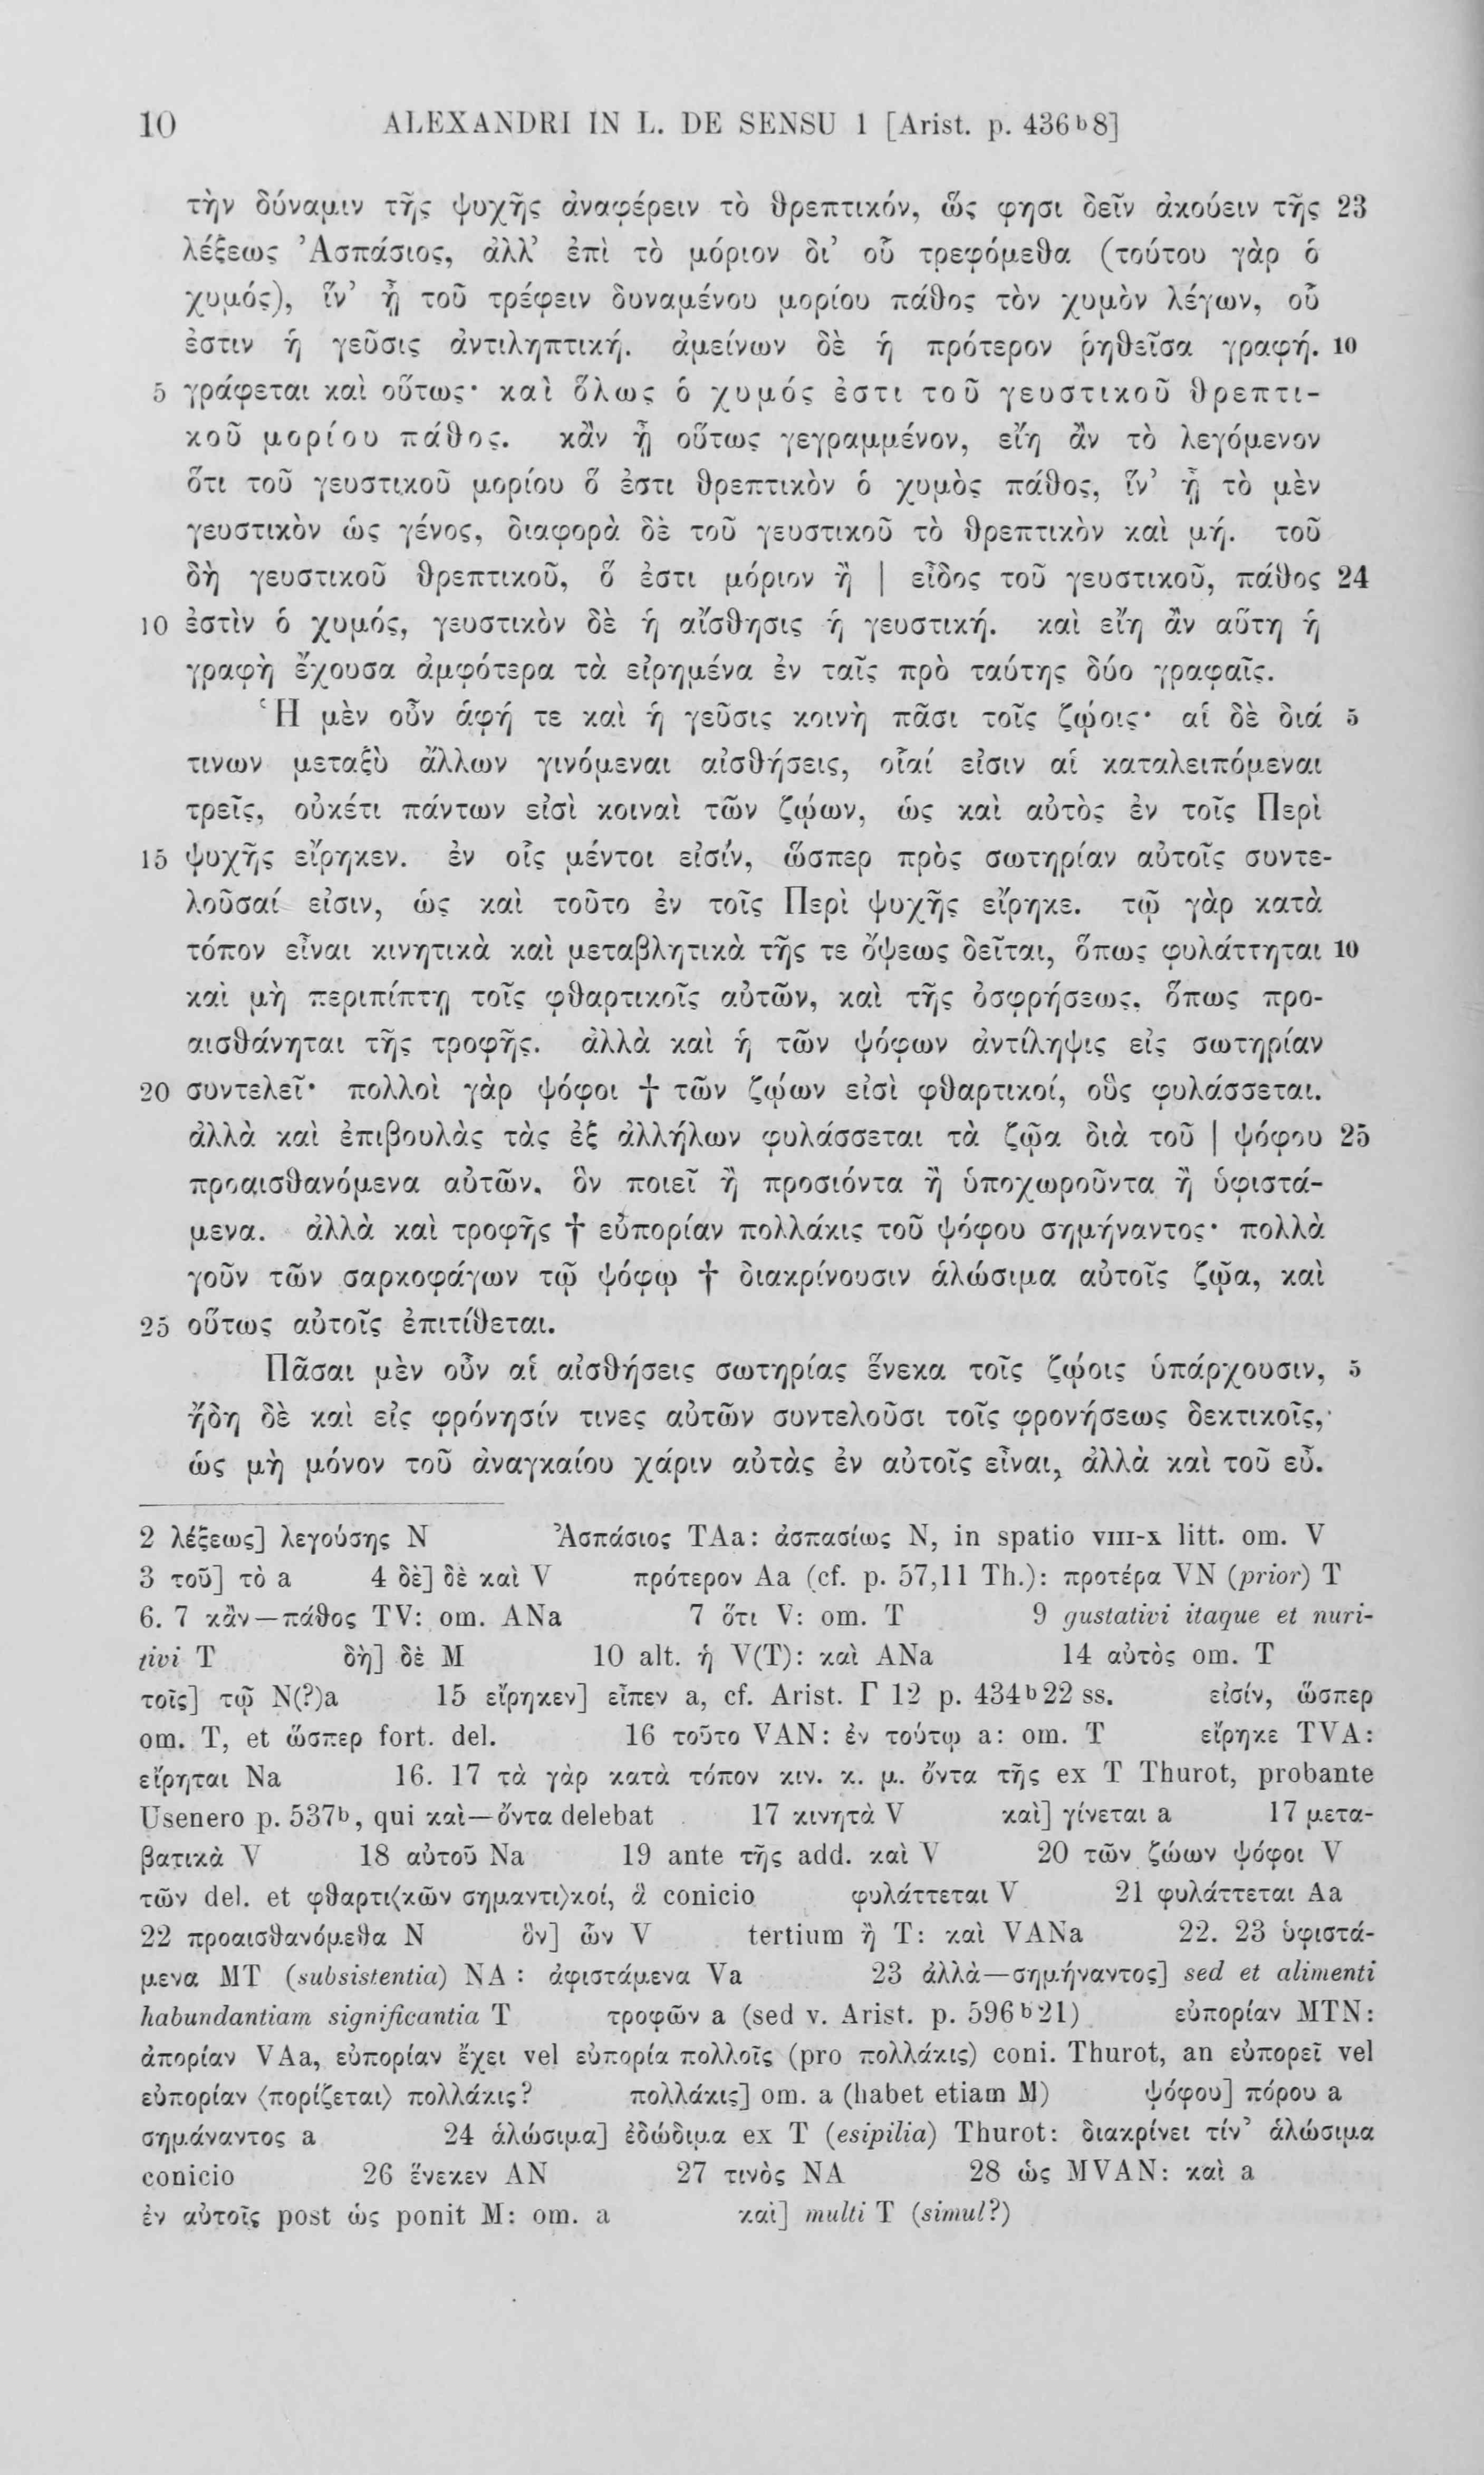 10 ALEXANDRI IN L. DE SENSU 1 [Arist. p. 436ᵇ8]
τὴν δύναμιν τῆς ψυχῆς ἀναφέρειν τὸ θρεπτικόν, ὥς φησι δεῖν ἀκούειν τῆς 23
λέξεως Ἀσπάσιος, ἀλλ’ ἐπὶ τὸ μόριον δι’ οὗ τρεφόμεθα (τούτου γὰρ ὁ
χυμός), ἵν’ ᾖ τοῦ τρέφειν δυναμένου μορίου πάθος τὸν χυμὸν λέγων, οὗ
ἐστιν ἡ γεῦσις ἀντιληπτική. ἀμείνων δὲ ἡ πρότερον ῥηθεῖσα γραφή. 10
5 γράφεται καὶ οὕτως· καὶ ὅλως ὁ χυμός ἐστι τοῦ γευστικοῦ θρεπτι-
κοῦ μορίου πάθος. κἂν ᾖ οὕτως γεγραμμένον, εἴη ἂν τὸ λεγόμενον
ὅτι τοῦ γευστικοῦ μορίου ὅ ἐστι θρεπτικὸν ὁ χυμὸς πάθος, ἵν’ ᾖ τὸ μὲν
γευστικὸν ὡς γένος, διαφορὰ δὲ τοῦ γευστικοῦ τὸ θρεπτικὸν καὶ μή. τοῦ
δὴ γευστικοῦ θρεπτικοῦ, ὅ ἐστι μόριον ἢ | εἶδος τοῦ γευστικοῦ, πάθος 24
10 ἐστὶν ὁ χυμός, γευστικὸν δὲ ἡ αἴσθησις ἡ γευστική. καὶ εἴη ἂν αὕτη ἡ
γραφὴ ἔχουσα ἀμφότερα τὰ εἰρημένα ἐν ταῖς πρὸ ταύτης δύο γραφαῖς.
Ἡ μὲν οὖν ἁφή τε καὶ ἡ γεῦσις κοινὴ πᾶσι τοῖς ζῴοις· αἱ δὲ διά 5
τινων μεταξὺ ἄλλων γινόμεναι αἰσθήσεις, οἷαί εἰσιν αἱ καταλειπόμεναι
τρεῖς, οὐκέτι πάντων εἰσὶ κοιναὶ τῶν ζῴων, ὡς καὶ αὐτὸς ἐν τοῖς Περὶ
15 ψυχῆς εἴρηκεν. ἐν οἷς μέντοι εἰσίν, ὥσπερ πρὸς σωτηρίαν αὐτοῖς συντε-
λοῦσαί εἰσιν, ὡς καὶ τοῦτο ἐν τοῖς Περὶ ψυχῆς εἴρηκε. τῷ γὰρ κατὰ
τόπον εἶναι κινητικὰ καὶ μεταβλητικὰ τῆς τε ὄψεως δεῖται, ὅπως φυλάττηται 10
καὶ μὴ περιπίπτῃ τοῖς φθαρτικοῖς αὐτῶν, καὶ τῆς ὀσφρήσεως, ὅπως προ-
αισθάνηται τῆς τροφῆς. ἀλλὰ καὶ ἡ τῶν ψόφων ἀντίληψις εἰς σωτηρίαν
20 συντελεῖ· πολλοὶ γὰρ ψόφοι † τῶν ζῴων εἰσὶ φθαρτικοί, οὓς φυλάσσεται.
ἀλλὰ καὶ ἐπιβουλὰς τὰς ἐξ ἀλλήλων φυλάσσεται τὰ ζῷα διὰ τοῦ | ψόφου 25
προαισθανόμενα αὐτῶν, ὃν ποιεῖ ἢ προσιόντα ἢ ὑποχωροῦντα ἢ ὑφιστά-
μενα. ἀλλὰ καὶ τροφῆς † εὐπορίαν πολλάκις τοῦ ψόφου σημήναντος· πολλὰ
γοῦν τῶν σαρκοφάγων τῷ ψόφῳ † διακρίνουσιν ἁλώσιμα αὐτοῖς ζῷα, καὶ
25 οὕτως αὐτοῖς ἐπιτίθεται.
Πᾶσαι μὲν οὖν αἱ αἰσθήσεις σωτηρίας ἕνεκα τοῖς ζῴοις ὑπάρχουσιν, 5
ἤδη δὲ καὶ εἰς φρόνησίν τινες αὐτῶν συντελοῦσι τοῖς φρονήσεως δεκτικοῖς,
ὡς μὴ μόνον τοῦ ἀναγκαίου χάριν αὐτὰς ἐν αὐτοῖς εἶναι, ἀλλὰ καὶ τοῦ εὖ.
2 λέξεως] λεγούσης N Ἀσπάσιος TAa: ἀσπασίως N, in spatio VIII-X litt. om. V
3 τοῦ] τὸ a 4 δὲ] δὲ καὶ V πρότερον Aa (cf. p. 57,11 Th.): προτέρα VN (prior) T
6. 7 κἂν—πάθος TV: om. ANa 7 ὅτι V: om. T 9 gustativi itaque et nuri-
tivi T δὴ] δὲ M 10 alt. ἡ V(T): καὶ ANa 14 αὐτὸς om. T
τοῖς] τῷ N(?)a 15 εἴρηκεν] εἶπεν a, cf. Arist. Γ 12 p. 434ᵇ22 ss. εἰσίν, ὥσπερ
om. T, et ὥσπερ fort. del. 16 τοῦτο VAN: ἐν τούτῳ a: om. T εἴρηκε TVA:
εἴρηται Na 16. 17 τὰ γὰρ κατὰ τόπον κιν. κ. μ. ὄντα τῆς ex T Thurot, probante
Usenero p. 537ᵇ, qui καὶ—ὄντα delebat 17 κινητὰ V καὶ] γίνεται a 17 μετα-
βατικὰ V 18 αὐτοῦ Na 19 ante τῆς add. καὶ V 20 τῶν ζώων ψόφοι V
τῶν del. et φθαρτι⟨κῶν σημαντι⟩κοί, ἃ conicio φυλάττεται V 21 φυλάττεται Aa
22 προαισθανόμεθα N ὃν] ὧν V tertium ἢ T: καὶ VANa 22. 23 ὑφιστά-
μενα MT (subsistentia) NA : ἀφιστάμενα Va 23 ἀλλὰ—σημήναντος] sed et alimenti
habundantiam significantia T τροφῶν a (sed v. Arist. p. 596ᵇ21) εὐπορίαν MTN:
ἀπορίαν VAa, εὐπορίαν ἔχει vel εὐπορία πολλοῖς (pro πολλάκις) coni. Thurot, an εὐπορεῖ vel
εὐπορίαν ⟨πορίζεται⟩ πολλάκις? πολλάκις] om. a (habet etiam M) ψόφου] πόρου a
σημάναντος a 24 ἁλώσιμα] ἐδώδιμα ex T (esipilia) Thurot: διακρίνει τίν’ ἁλώσιμα
conicio 26 ἕνεκεν AN 27 τινὸς NA 28 ὡς MVAN: καὶ a
ἐν αὐτοῖς post ὡς ponit M: om. a καὶ] multi T (simul?)